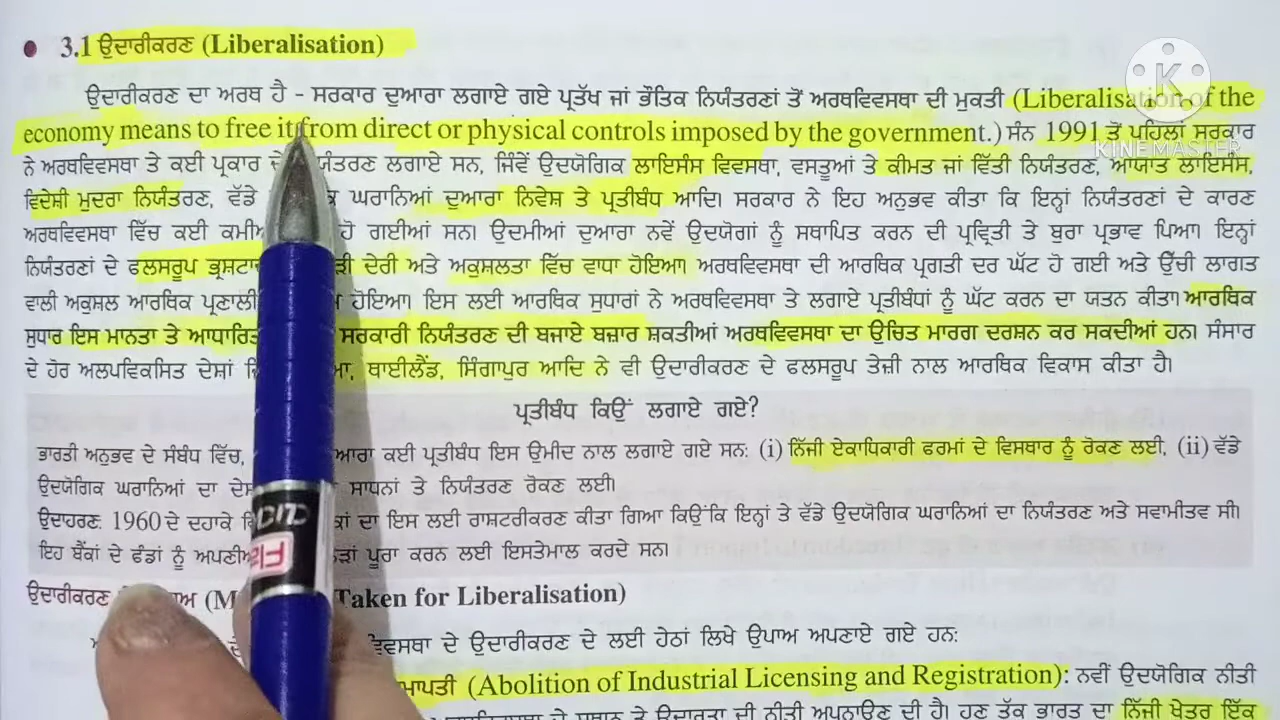 3.1 ਉਦਾਰੀਕਰਣ (Liberalisation)
ਉਦਾਰੀਕਰਣ ਦਾ ਅਰਥ ਹੈ - ਸਰਕਾਰ ਦੁਆਰਾ ਲਗਾਏ ਗਏ ਪ੍ਰਤੱਖ ਜਾਂ ਭੌਤਿਕ ਨਿਯੰਤਰਣਾਂ ਤੋਂ ਅਰਥਵਿਵਸਥਾ ਦੀ ਮੁਕਤੀ (Liberalisation of the
economy means to free it from direct or physical controls imposed by the government.) ਸੰਨ 1991 ਤੋਂ ਪਹਿਲਾਂ ਸਰਕਾਰ
ਨੇ ਅਰਥਵਿਵਸਥਾ ਤੇ ਕਈ ਪ੍ਰਕਾਰ ਲਗਾਏ ਸਨ, ਜਿੰਵੇਂ ਉਦਯੋਗਿਕ ਲਾਇਸੰਸ ਵਿਵਸਥਾ, ਵਸਤੂਆਂ ਤੇ ਕੀਮਤ ਜਾਂ ਵਿੱਤੀ ਨਿਯੰਤਰਣ, ਆਯਾਤ ਲਾਇਸੰਸ,
ਵਿਦੇਸ਼ੀ ਮੁਦਰਾ ਨਿਯੰਤਰਣ, ਵੱਡੇ ਘਰਾਨਿਆਂ ਦੁਆਰਾ ਨਿਵੇਸ਼ ਤੇ ਪ੍ਰਤੀਬੰਧ ਆਦਿ। ਸਰਕਾਰ ਨੇ ਇਹ ਅਨੁਭਵ ਕੀਤਾ ਕਿ ਇਨ੍ਹਾਂ ਨਿਯੰਤਰਣਾਂ ਦੇ ਕਾਰਣ
ਅਰਥਵਿਵਸਥਾ ਵਿੱਚ ਕਈ ਹੋ ਗਈਆਂ ਸਨ। ਉਦਮੀਆਂ ਦੁਆਰਾ ਨਵੇਂ ਉਦਯੋਗਾਂ ਨੂੰ ਸਥਾਪਿਤ ਕਰਨ ਦੀ ਪ੍ਰਵ੍ਰਿਤੀ ਤੇ ਬੁਰਾ ਪ੍ਰਭਾਵ ਪਿਆ। ਇਨ੍ਹਾਂ
ਨਿਯੰਤਰਣਾਂ ਦੇ ਫਲਸਰੂਪ ਦੇਰੀ ਅਤੇ ਅਕੁਸ਼ਲਤਾ ਵਿੱਚ ਵਾਧਾ ਹੋਇਆ। ਅਰਥਵਿਵਸਥਾ ਦੀ ਆਰਥਿਕ ਪ੍ਰਗਤੀ ਦਰ ਘੱਟ ਹੋ ਗਈ ਅਤੇ ਉੱਚੀ ਲਾਗਤ
ਵਾਲੀ ਅਕੁਸ਼ਲ ਆਰਥਿਕ ਹੋਇਆ। ਇਸ ਲਈ ਆਰਥਿਕ ਸੁਧਾਰਾਂ ਨੇ ਅਰਥਵਿਵਸਥਾ ਤੇ ਲਗਾਏ ਪ੍ਰਤੀਬੰਧਾਂ ਨੂੰ ਘੱਟ ਕਰਨ ਦਾ ਯਤਨ ਕੀਤਾ। ਆਰਥਿਕ
ਸੁਧਾਰ ਇਸ ਮਾਨਤਾ ਤੇ ਸਰਕਾਰੀ ਨਿਯੰਤਰਣ ਦੀ ਬਜਾਏ ਬਜ਼ਾਰ ਸ਼ਕਤੀਆਂ ਅਰਥਵਿਵਸਥਾ ਦਾ ਉਚਿਤ ਮਾਰਗ ਦਰਸ਼ਨ ਕਰ ਸਕਦੀਆਂ ਹਨ। ਸੰਸਾਰ
ਦੇ ਹੋਰ ਅਲਪਵਿਕਸਿਤ ਦੇਸ਼ਾਂ ਥਾਈਲੈਂਡ, ਸਿੰਗਾਪੁਰ ਆਦਿ ਨੇ ਵੀ ਉਦਾਰੀਕਰਣ ਦੇ ਫਲਸਰੂਪ ਤੇਜ਼ੀ ਨਾਲ ਆਰਥਿਕ ਵਿਕਾਸ ਕੀਤਾ ਹੈ।
ਪ੍ਰਤੀਬੰਧ ਕਿਉਂ ਲਗਾਏ ਗਏ?
ਭਾਰਤੀ ਅਨੁਭਵ ਦੇ ਸੰਬੰਧ ਵਿੱਚ, ਕਈ ਪ੍ਰਤੀਬੰਧ ਇਸ ਉਮੀਦ ਨਾਲ ਲਗਾਏ ਗਏ ਸਨ: (i) ਨਿੱਜੀ ਏਕਾਧਿਕਾਰੀ ਫਰਮਾਂ ਦੇ ਵਿਸਥਾਰ ਨੂੰ ਰੋਕਣ ਲਈ, (ii) ਵੱਡੇ
ਉਦਯੋਗਿਕ ਘਰਾਨਿਆਂ ਦਾ ਸਾਧਨਾਂ ਤੇ ਨਿਯੰਤਰਣ ਰੋਕਣ ਲਈ।
ਉਦਾਹਰਣ: 1960 ਦੇ ਦਹਾਕੇ ਦਾ ਇਸ ਲਈ ਰਾਸ਼ਟਰੀਕਰਣ ਕੀਤਾ ਗਿਆ ਕਿਉਂਕਿ ਇਨ੍ਹਾਂ ਤੇ ਵੱਡੇ ਉਦਯੋਗਿਕ ਘਰਾਨਿਆਂ ਦਾ ਨਿਯੰਤਰਣ ਅਤੇ ਸਵਾਮੀਤਵ ਸੀ।
ਇਹ ਬੈਂਕਾਂ ਦੇ ਫੰਡਾਂ ਨੂੰ ਪੂਰਾ ਕਰਨ ਲਈ ਇਸਤੇਮਾਲ ਕਰਦੇ ਸਨ।
ਉਦਾਰੀਕਰਣ Taken for Liberalisation)
ਦੇ ਉਦਾਰੀਕਰਣ ਦੇ ਲਈ ਹੇਠਾਂ ਲਿਖੇ ਉਪਾਅ ਅਪਣਾਏ ਗਏ ਹਨ:
(Abolition of Industrial Licensing and Registration): ਨਵੀਂ ਉਦਯੋਗਿਕ ਨੀਤੀ
ਤੇ ਉਦਾਰਤਾ ਦੀ ਨੀਤੀ ਅਪਨਾਉਣ ਦੀ ਹੈ। ਹੁਣ ਤੱਕ ਭਾਰਤ ਦਾ ਨਿੱਜੀ ਖੇਤਰ ਇੱਕ
K
KINEMASTER